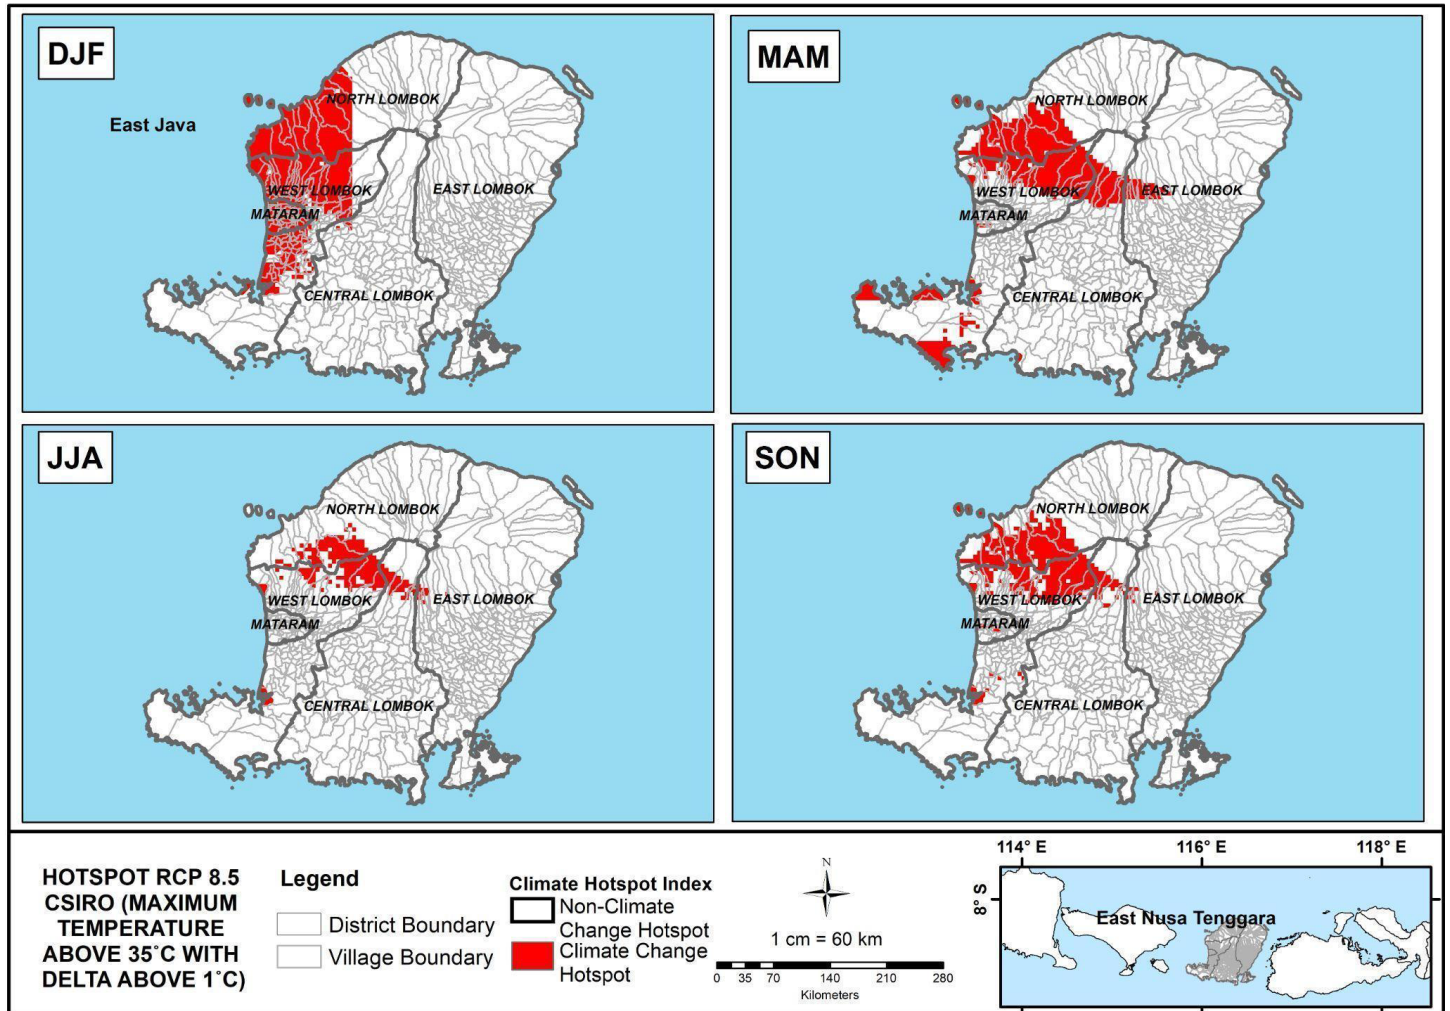 DJF
East Java
NORTH LOMBOK
WEST LOMBOK
EAST LOMBOK
MATARAM
CENTRAL LOMBOK
MAM
NORTH LOMBOK
WEST LOMBOK
EAST LOMBOK
MATARAM
CENTRAL LOMBOK
JJA
NORTH LOMBOK
WEST LOMBOK
EAST LOMBOK
MATARAM
CENTRAL LOMBOK
SON
NORTH LOMBOK
WEST LOMBOK
EAST LOMBOK
MATARAM
CENTRAL LOMBOK
HOTSPOT RCP 8.5
CSIRO (MAXIMUM
TEMPERATURE
ABOVE 35˚C WITH
DELTA ABOVE 1˚C)
Legend
District Boundary
Village Boundary
Climate Hotspot Index
Non-Climate
Change Hotspot
Climate Change
Hotspot
N
1 cm = 60 km
0 35 70 140 210 280
Kilometers
114° E 116° E 118° E
8° S
East Nusa Tenggara